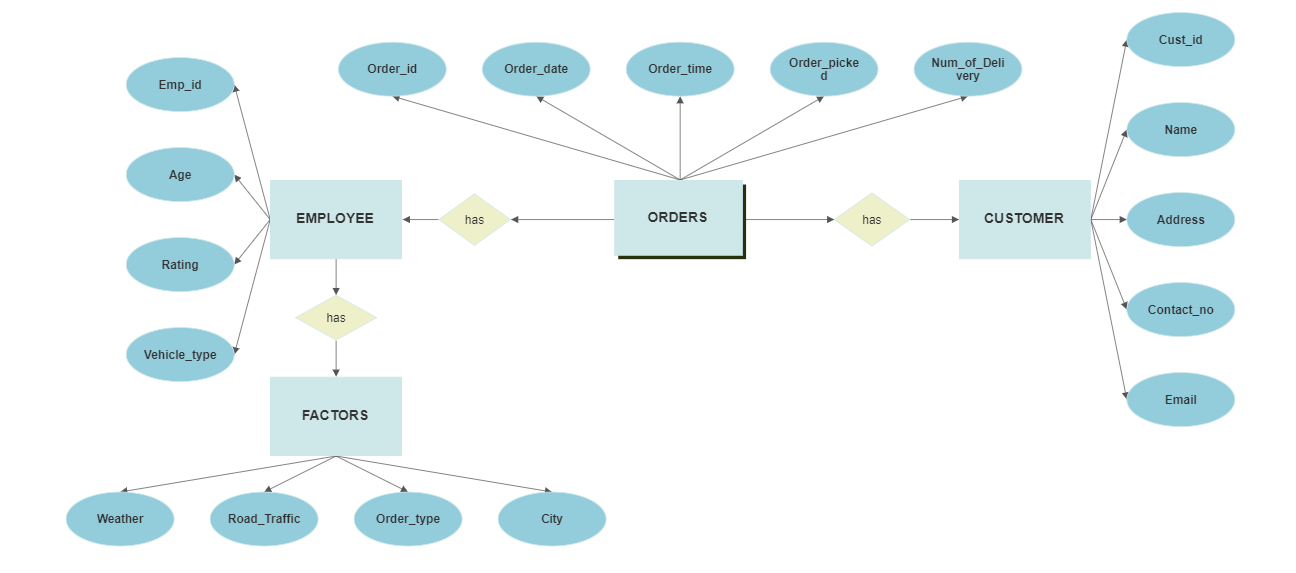 Cust_id
Order_id
Order_date
Order_time
Order_picke
d
Num_of_Deli
very
Emp_id
Name
Age
EMPLOYEE
has
ORDERS
has
CUSTOMER
Address
Rating
Contact_no
has
Vehicle_type
Email
FACTORS
Weather
Road_Traffic
Order_type
City